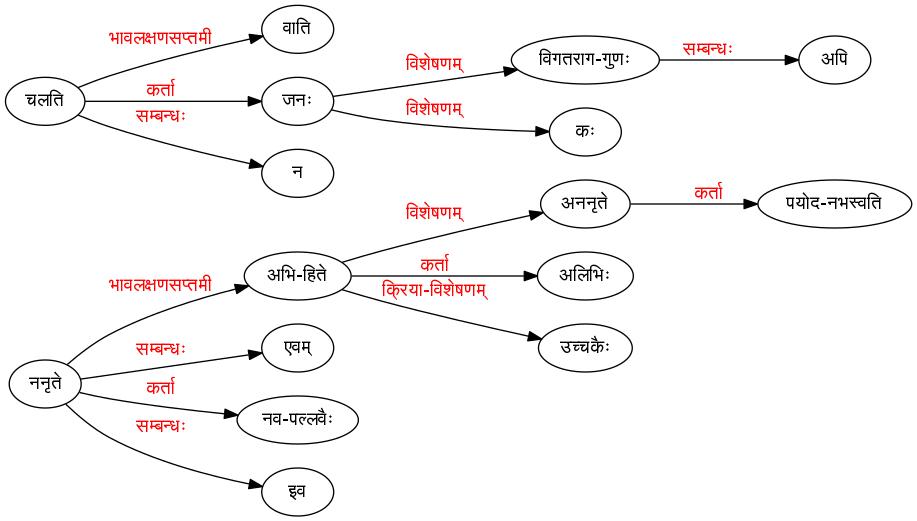 वाति
भावलक्षणसप्तमी
विगतराग-गुणः
सम्बन्धः
अपि
विशेषणम्
चलति
कर्ता
जनः
सम्बन्धः
विशेषणम्
कः
न
अननृते
कर्ता
पयोद-नभस्वति
विशेषणम्
अभि-हिते
कर्ता
अलिभिः
भावलक्षणसप्तमी
क्रिया-विशेषणम्
एवम्
उच्चकैः
सम्बन्धः
ननृते
कर्ता
नव-पल्लवैः
सम्बन्धः
इव